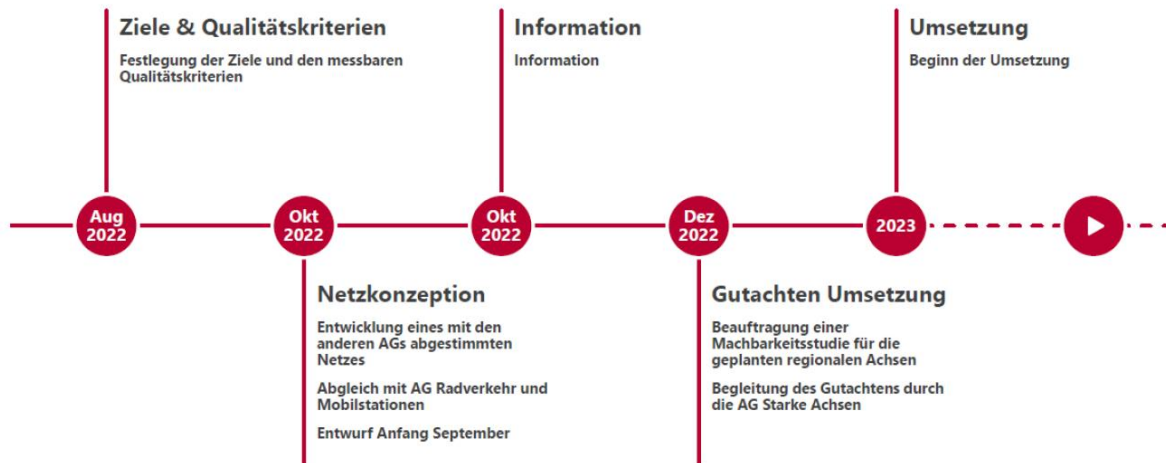 Ziele & Qualitätskriterien
Festlegung der Ziele und den messbaren
Qualitätskriterien
Information
Information
Umsetzung
Beginn der Umsetzung
Aug
2022
Okt
2022
Okt
2022
Dez
2022
2023
Netzkonzeption
Entwicklung eines mit den
anderen AGs abgestimmten
Netzes
Abgleich mit AG Radverkehr und
Mobilstationen
Entwurf Anfang September
Gutachten Umsetzung
Beauftragung einer
Machbarkeitsstudie für die
geplanten regionalen Achsen
Begleitung des Gutachtens durch
die AG Starke Achsen